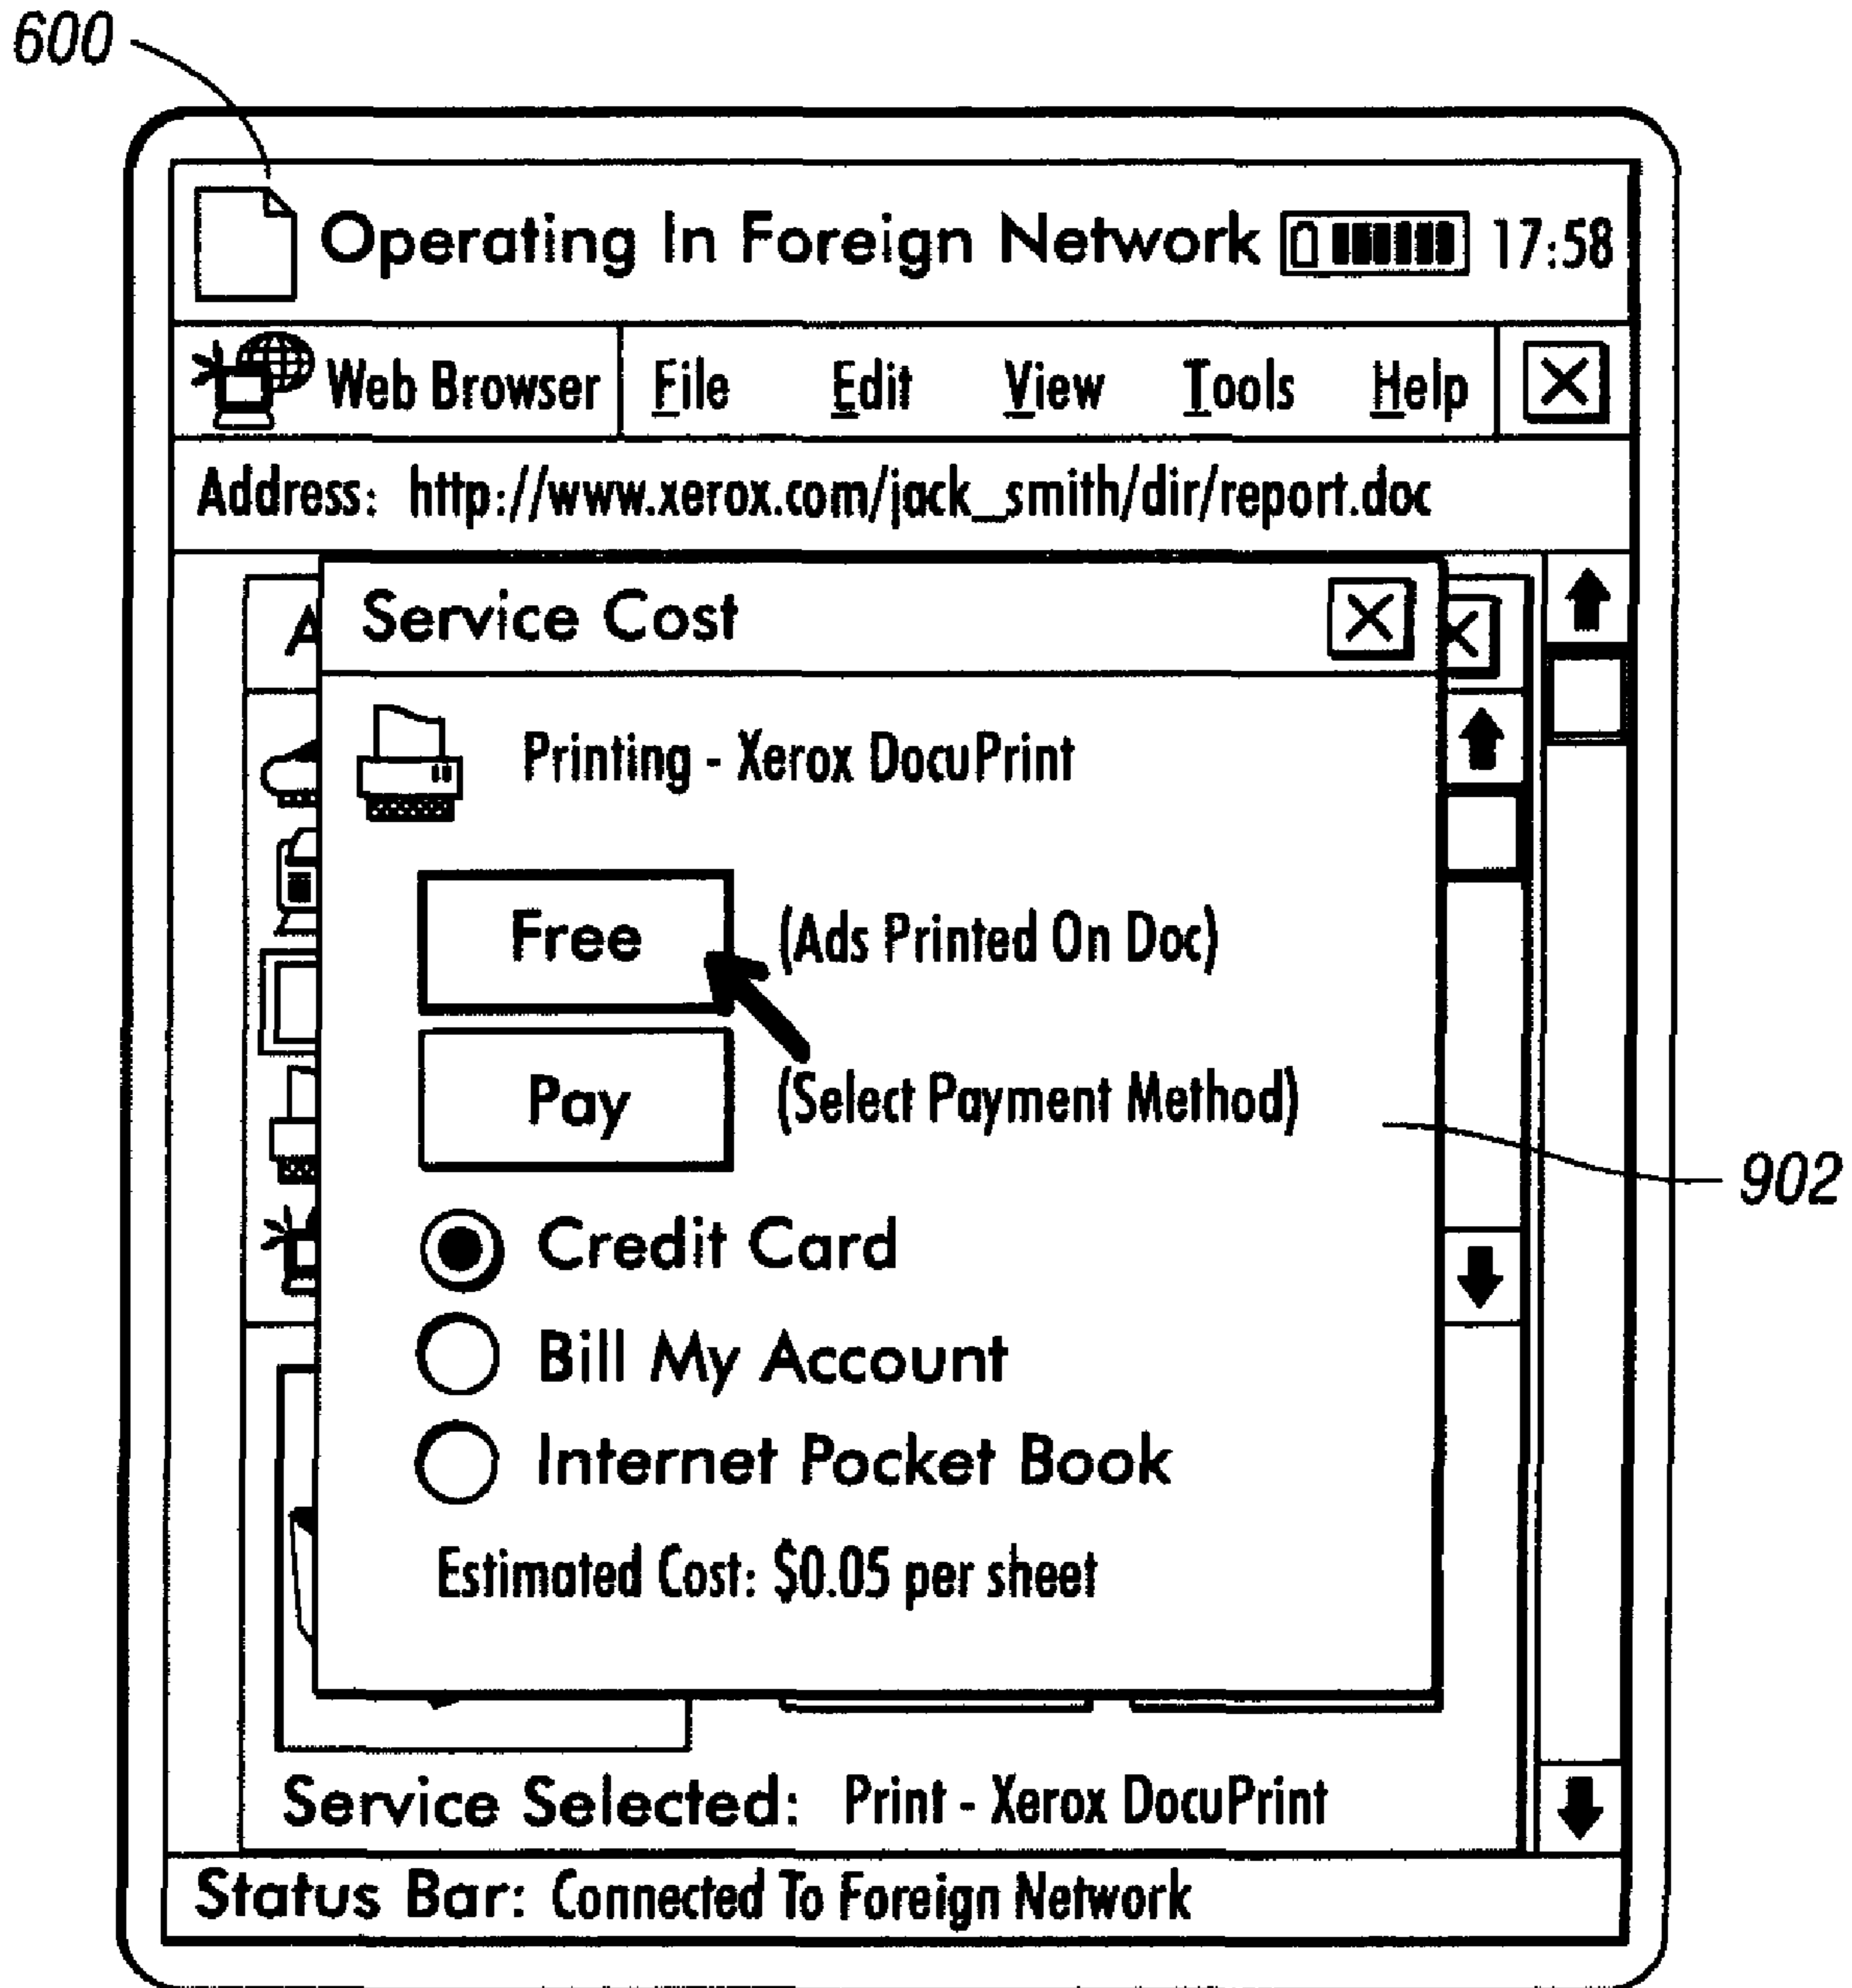 600
Operating In Foreign Network 17:58
Web Browser File Edit View Tools Help
Address: http://www.xerox.com/jack_smith/dir/report.doc
A Service Cost
Printing - Xerox DocuPrint
Free (Ads Printed On Doc)
Pay (Select Payment Method)
902
Credit Card
Bill My Account
Internet Pocket Book
Estimated Cost: $0.05 per sheet
Service Selected: Print - Xerox DocuPrint
Status Bar: Connected To Foreign Network